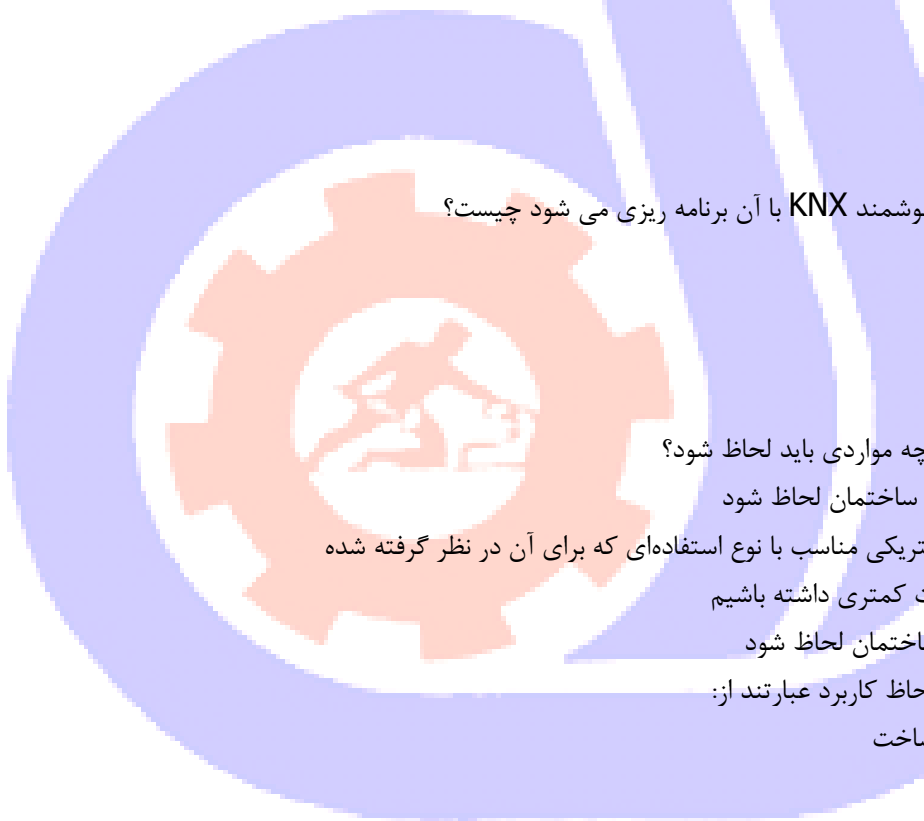 وشمند KNX با آن برنامه ریزی می شود چیست؟
چه مواردی باید لحاظ شود؟
ساختمان لحاظ شود
تریکی مناسب با نوع استفاده‌ای که برای آن در نظر گرفته شده
کمتری داشته باشیم
اختمان لحاظ شود
حاظ کاربرد عبارتند از:
ساخت